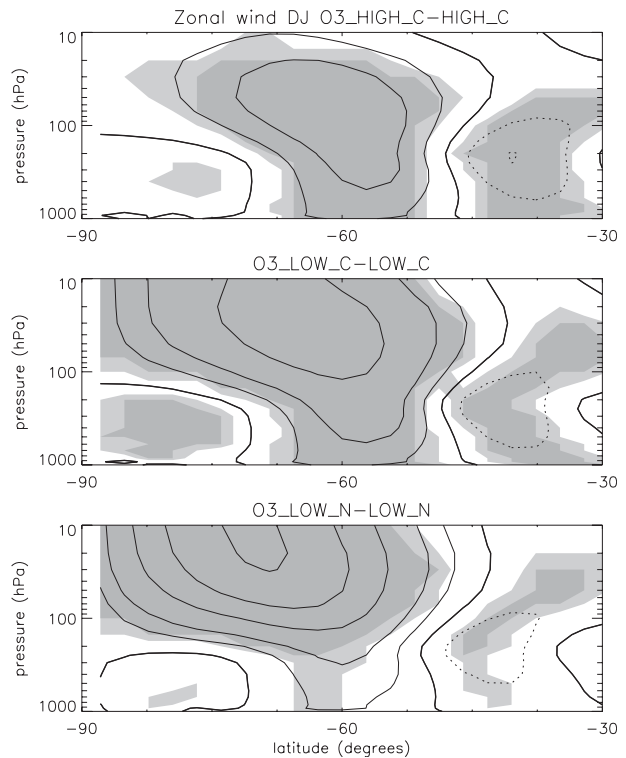 Zonal wind DJ O3_HIGH_C-HIGH_C
10
100
1000
pressure (hPa)
-90
-60
-30
O3_LOW_C-LOW_C
10
100
1000
pressure (hPa)
-90
-60
-30
O3_LOW_N-LOW_N
10
100
1000
pressure (hPa)
-90
-60
-30
latitude (degrees)